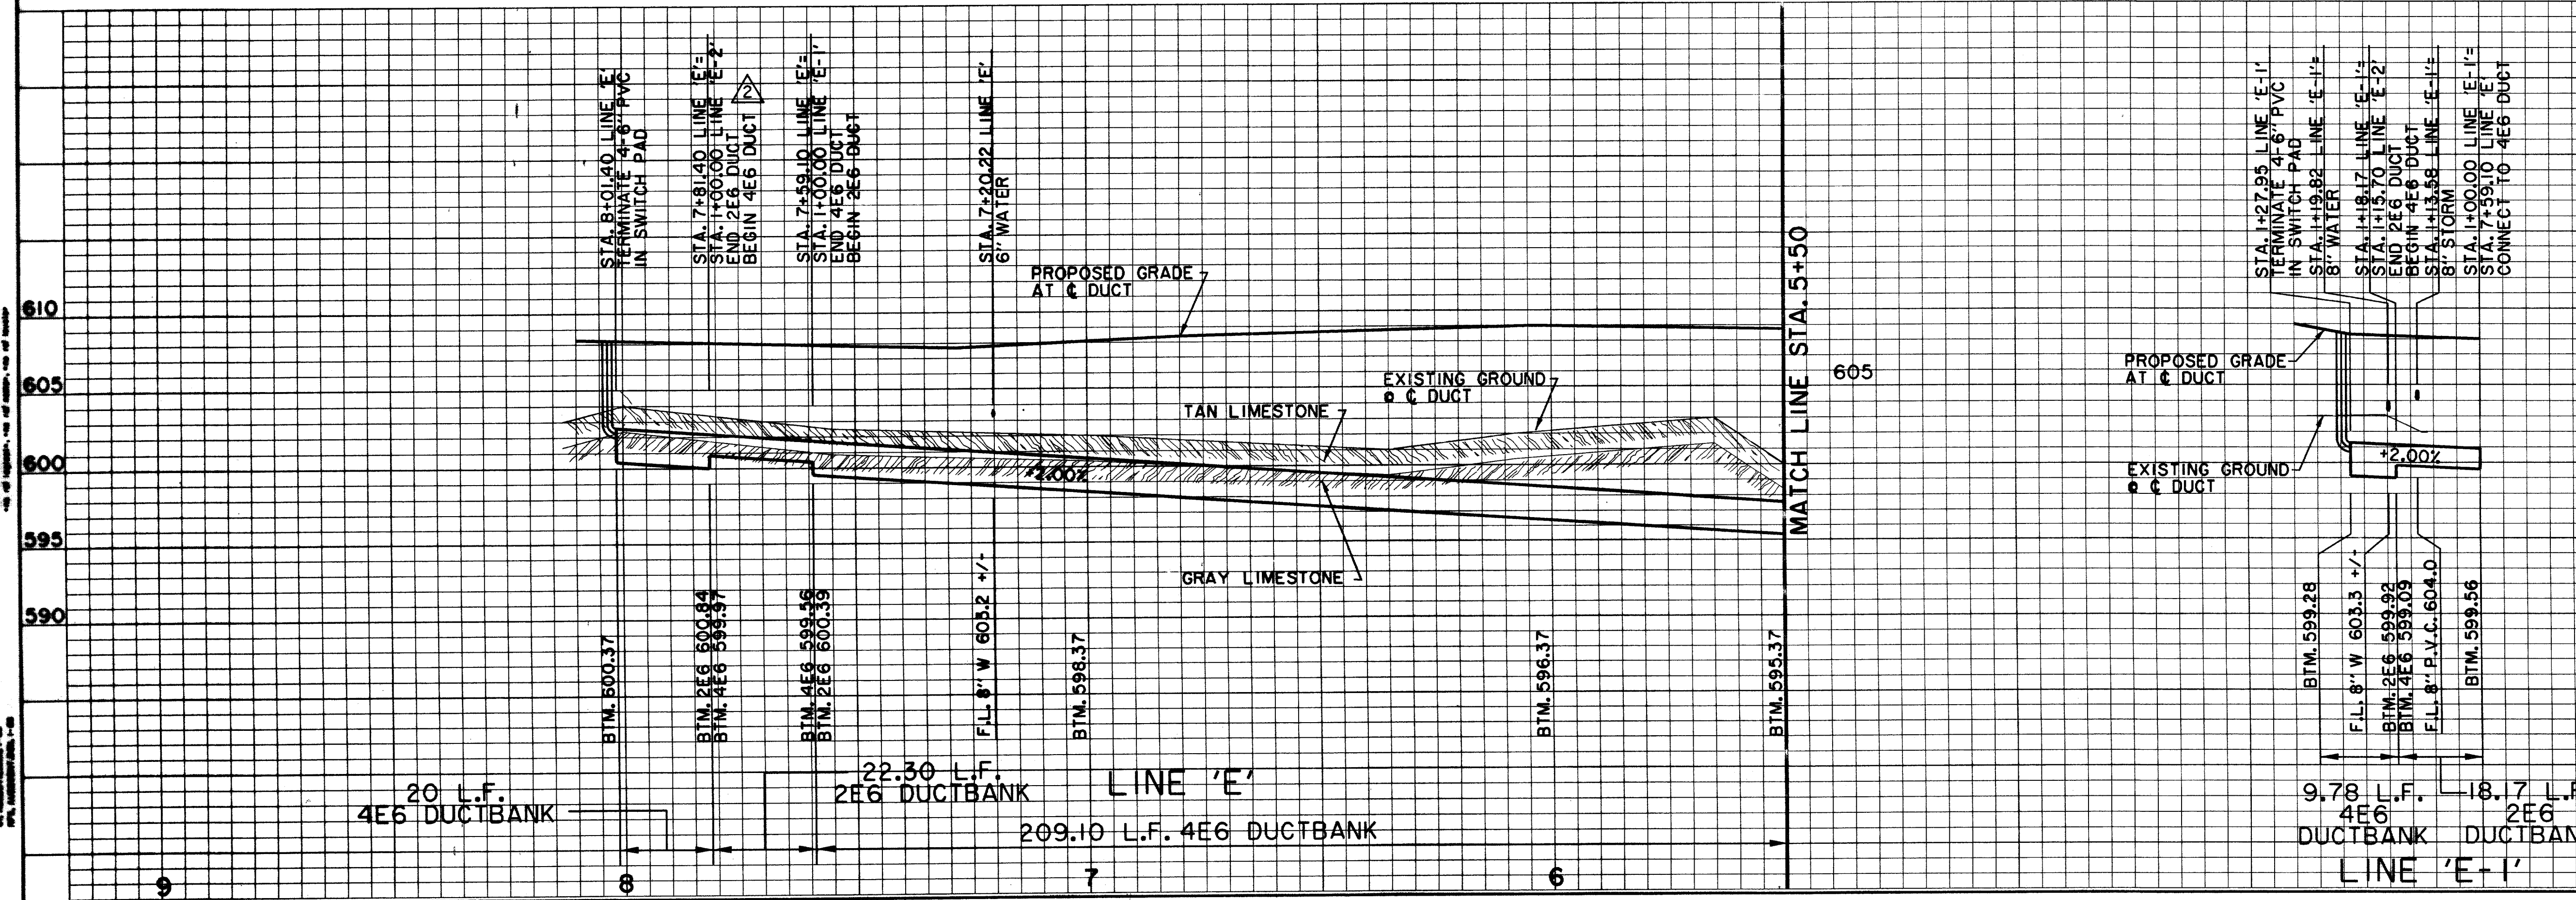 STA. 8+01.40 LINE 'E'
TERMINATE 4-6" PVC
IN SWITCH PAD
STA. 7+81.40 LINE 'E'=
STA. 1+00.00 LINE 'E-2'
END 2E6 DUCT
BEGIN 4E6 DUCT
2
STA. 7+59.10 LINE 'E'=
STA. 1+00.00 LINE 'E-1'
END 4E6 DUCT
BEGIN 2E6 DUCT
STA. 7+20.22 LINE 'E'
6" WATER
PROPOSED GRADE
AT ℄ DUCT
MATCH LINE STA. 5+50
STA. 1+27.95 LINE 'E-1'
TERMINATE 4-6" PVC
IN SWITCH PAD
STA. 1+19.82 LINE 'E-1'=
8" WATER
STA. 1+18.17 LINE 'E-1'=
STA. 1+15.70 LINE 'E-2'
END 2E6 DUCT
BEGIN 4E6 DUCT
STA. 1+13.58 LINE 'E-1'=
8" STORM
STA. 1+00.00 LINE 'E-1'=
STA. 7+59.10 LINE 'E'
CONNECT TO 4E6 DUCT
610
605
600
595
590
605
EXISTING GROUND
@ ℄ DUCT
TAN LIMESTONE
+2.00%
GRAY LIMESTONE
PROPOSED GRADE
AT ℄ DUCT
EXISTING GROUND
@ ℄ DUCT
+2.00%
BTM. 600.37
BTM. 2E6 600.84
BTM. 4E6 599.97
BTM. 4E6 599.56
BTM. 2E6 600.39
F.L. 8" W 603.2 +/-
BTM. 598.37
BTM. 596.37
BTM. 595.37
BTM. 599.28
F.L. 8" W 603.3 +/-
BTM. 2E6 599.92
BTM. 4E6 599.09
F.L. 8" P.V.C. 604.0
BTM. 599.56
20 L.F.
4E6 DUCTBANK
22.30 L.F.
2E6 DUCTBANK
LINE 'E'
209.10 L.F. 4E6 DUCTBANK
9.78 L.F.
4E6
DUCTBANK
18.17 L.F
2E6
DUCTBAN
LINE 'E-1'
9
8
7
6